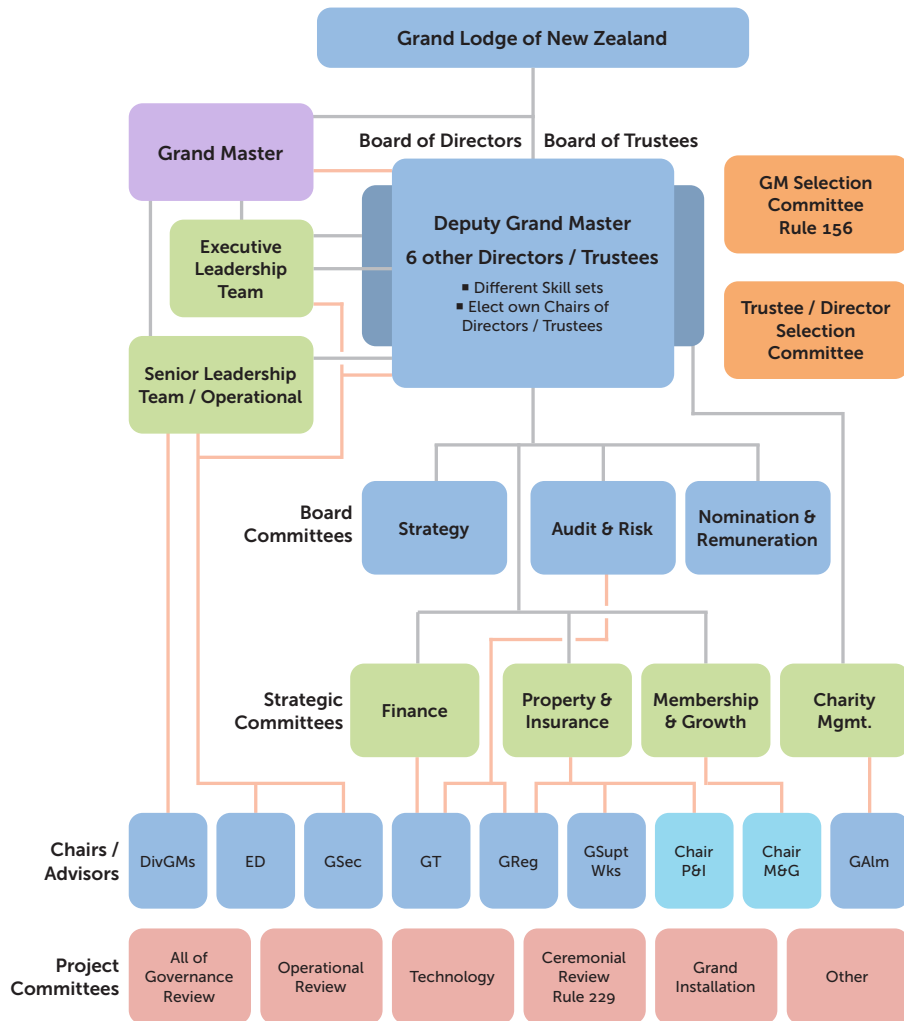 Grand Lodge of New Zealand
Board of Directors
Board of Trustees
Grand Master
Deputy Grand Master
6 other Directors / Trustees
▪ Different Skill sets
▪ Elect own Chairs of
Directors / Trustees
GM Selection
Committee
Rule 156
Executive
Leadership
Team
Trustee / Director
Selection
Committee
Senior Leadership
Team / Operational
Board
Committees
Strategy
Audit & Risk
Nomination &
Remuneration
Strategic
Committees
Finance
Property &
Insurance
Membership
& Growth
Charity
Mgmt.
Chairs /
Advisors
DivGMs
ED
GSec
GT
GReg
GSupt
Wks
Chair
P&I
Chair
M&G
GAlm
Project
Committees
All of
Governance
Review
Operational
Review
Technology
Ceremonial
Review
Rule 229
Grand
Installation
Other